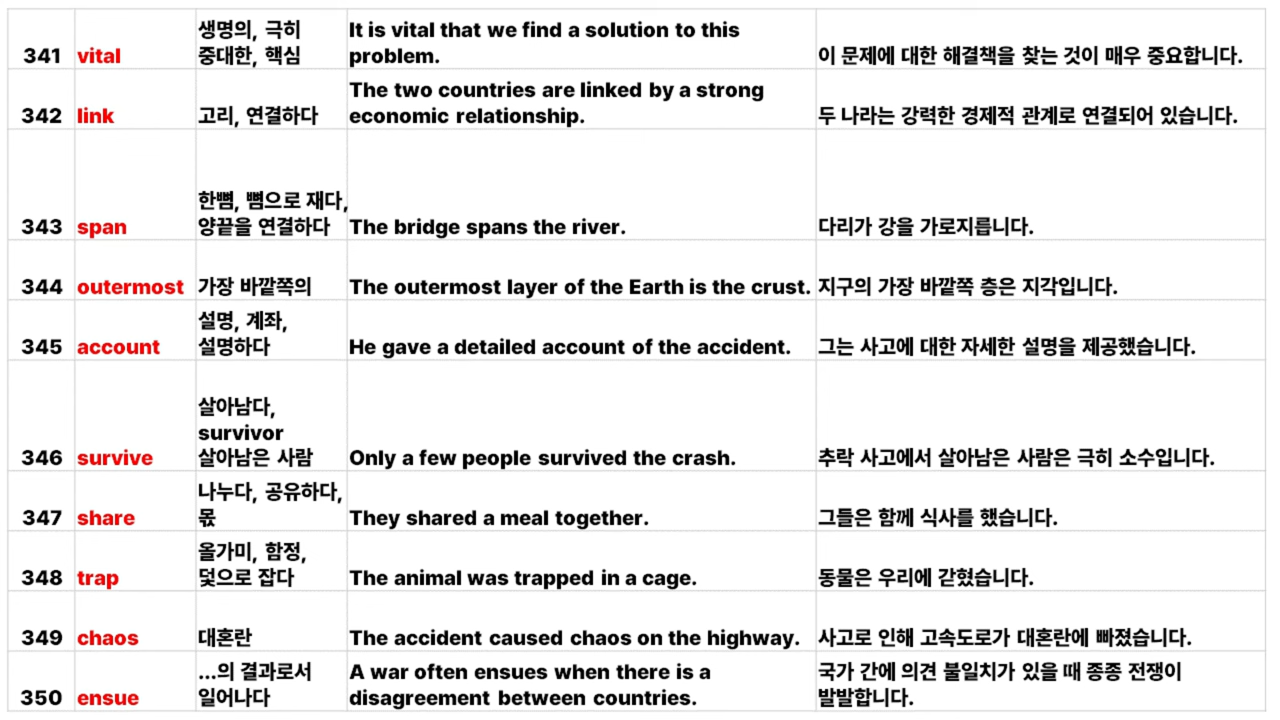 341 vital 생명의, 극히 중대한, 핵심 It is vital that we find a solution to this problem. 이 문제에 대한 해결책을 찾는 것이 매우 중요합니다.
342 link 고리, 연결하다 The two countries are linked by a strong economic relationship. 두 나라는 강력한 경제적 관계로 연결되어 있습니다.
343 span 한뼘, 뼘으로 재다, 양끝을 연결하다 The bridge spans the river. 다리가 강을 가로지릅니다.
344 outermost 가장 바깥쪽의 The outermost layer of the Earth is the crust. 지구의 가장 바깥쪽 층은 지각입니다.
345 account 설명, 계좌, 설명하다 He gave a detailed account of the accident. 그는 사고에 대한 자세한 설명을 제공했습니다.
346 survive 살아남다, survivor 살아남은 사람 Only a few people survived the crash. 추락 사고에서 살아남은 사람은 극히 소수입니다.
347 share 나누다, 공유하다, 몫 They shared a meal together. 그들은 함께 식사를 했습니다.
348 trap 올가미, 함정, 덫으로 잡다 The animal was trapped in a cage. 동물은 우리에 갇혔습니다.
349 chaos 대혼란 The accident caused chaos on the highway. 사고로 인해 고속도로가 대혼란에 빠졌습니다.
350 ensue ...의 결과로서 일어나다 A war often ensues when there is a disagreement between countries. 국가 간에 의견 불일치가 있을 때 종종 전쟁이 발발합니다.